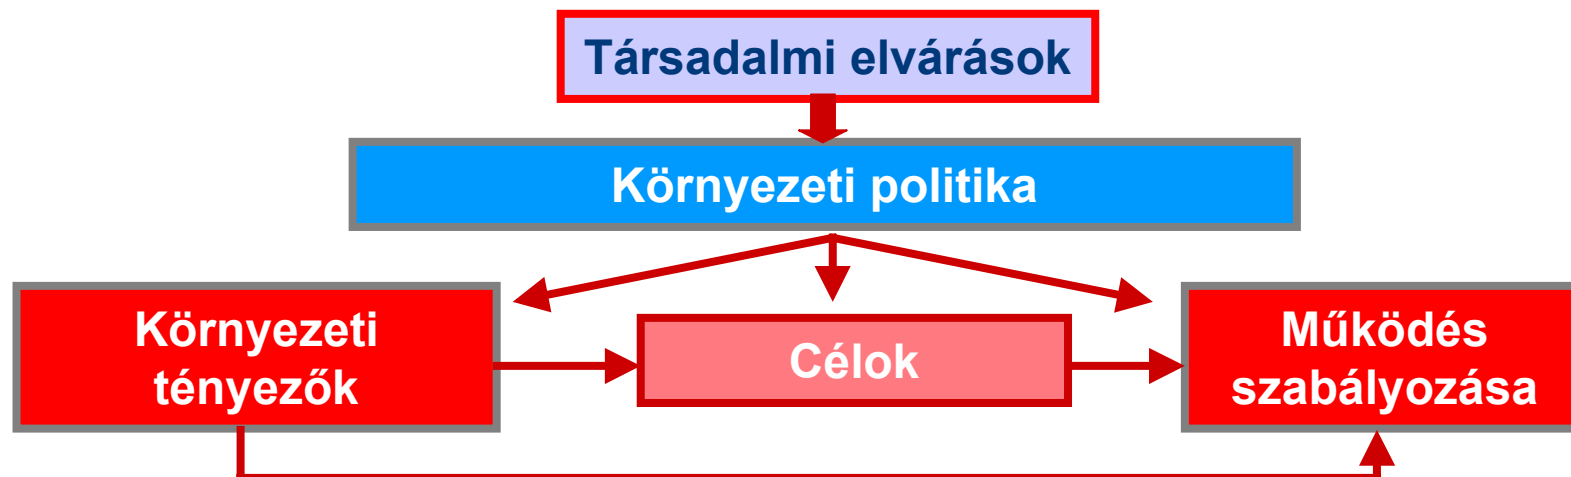 Társadalmi elvárások
Környezeti politika
Környezeti
tényezők
Célok
Működés
szabályozása